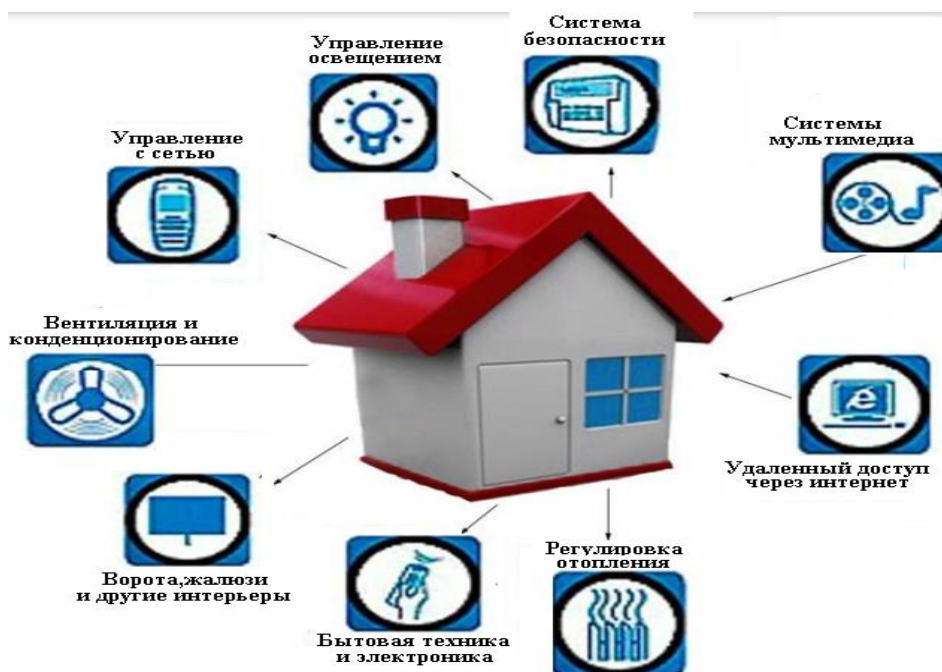 Управление
освещением
Система
безопасности
Управление
с сетью
Системы
мультимедиа
Вентиляция и
конденционирование
Удаленный доступ
через интернет
Ворота,жалюзи
и другие интерьеры
Бытовая техника
и электроника
Регулировка
отопления